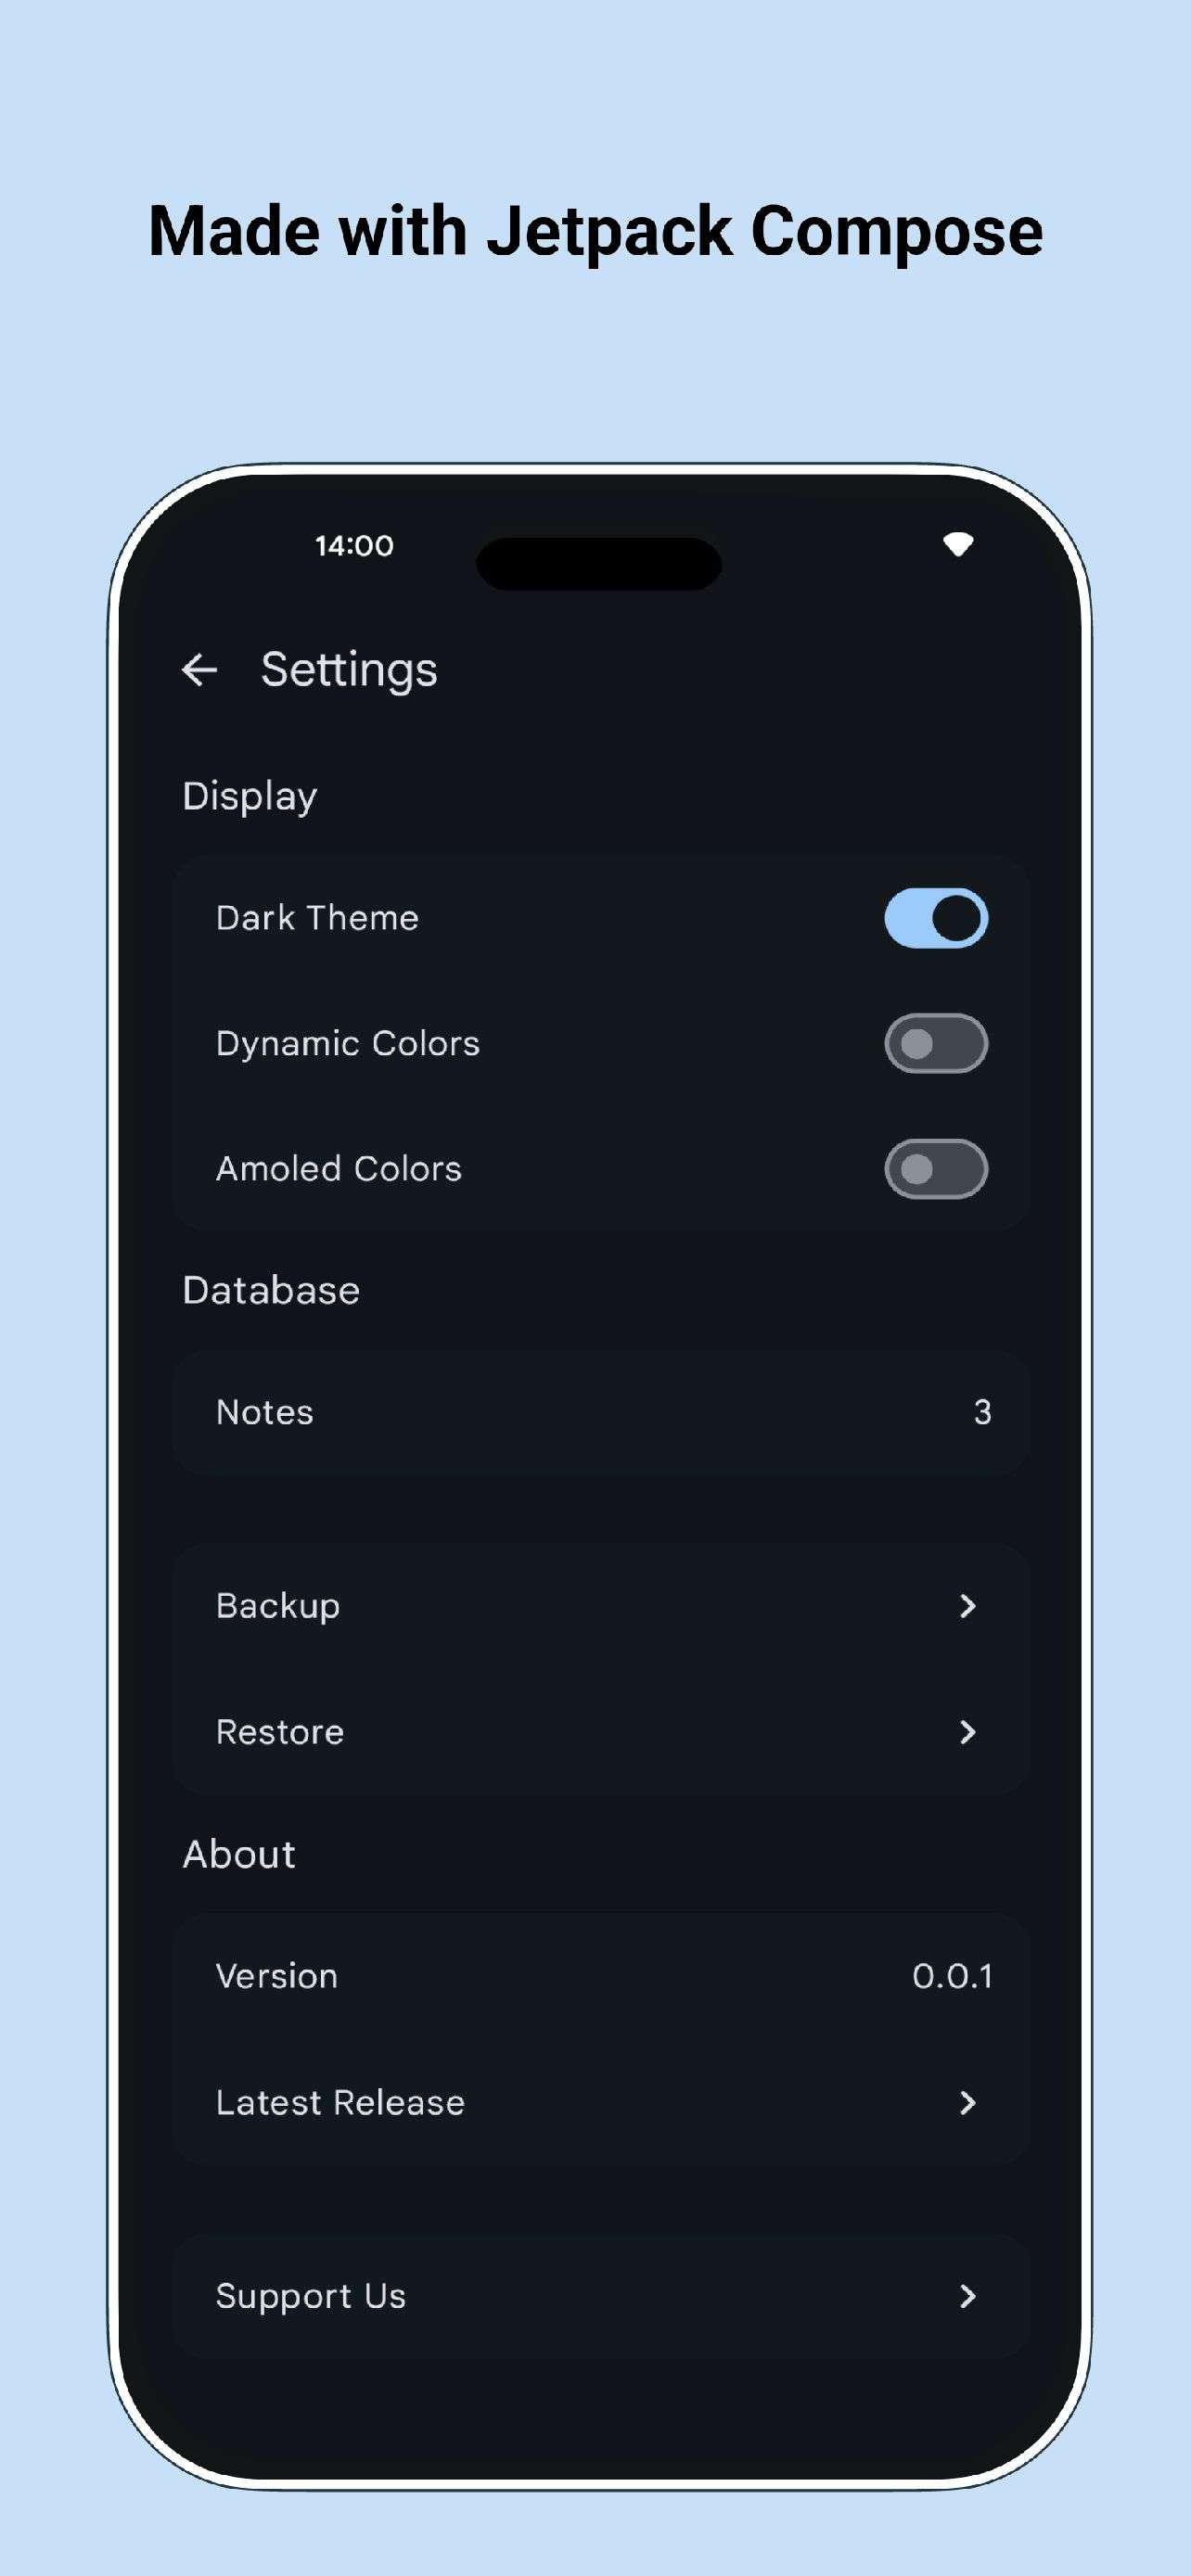 Made with Jetpack Compose
14:00
Settings
Display
Dark Theme
Dynamic Colors
Amoled Colors
Database
Notes 3
Backup
Restore
About
Version 0.0.1
Latest Release
Support Us